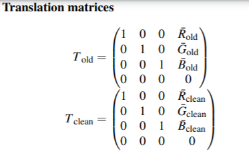 Translation matrices
T_old = 
( 1 0 0 R̄_old )
( 0 1 0 Ḡ_old )
( 0 0 1 B̄_old )
( 0 0 0 0 )
T_clean = 
( 1 0 0 R̄_clean )
( 0 1 0 Ḡ_clean )
( 0 0 1 B̄_clean )
( 0 0 0 0 )